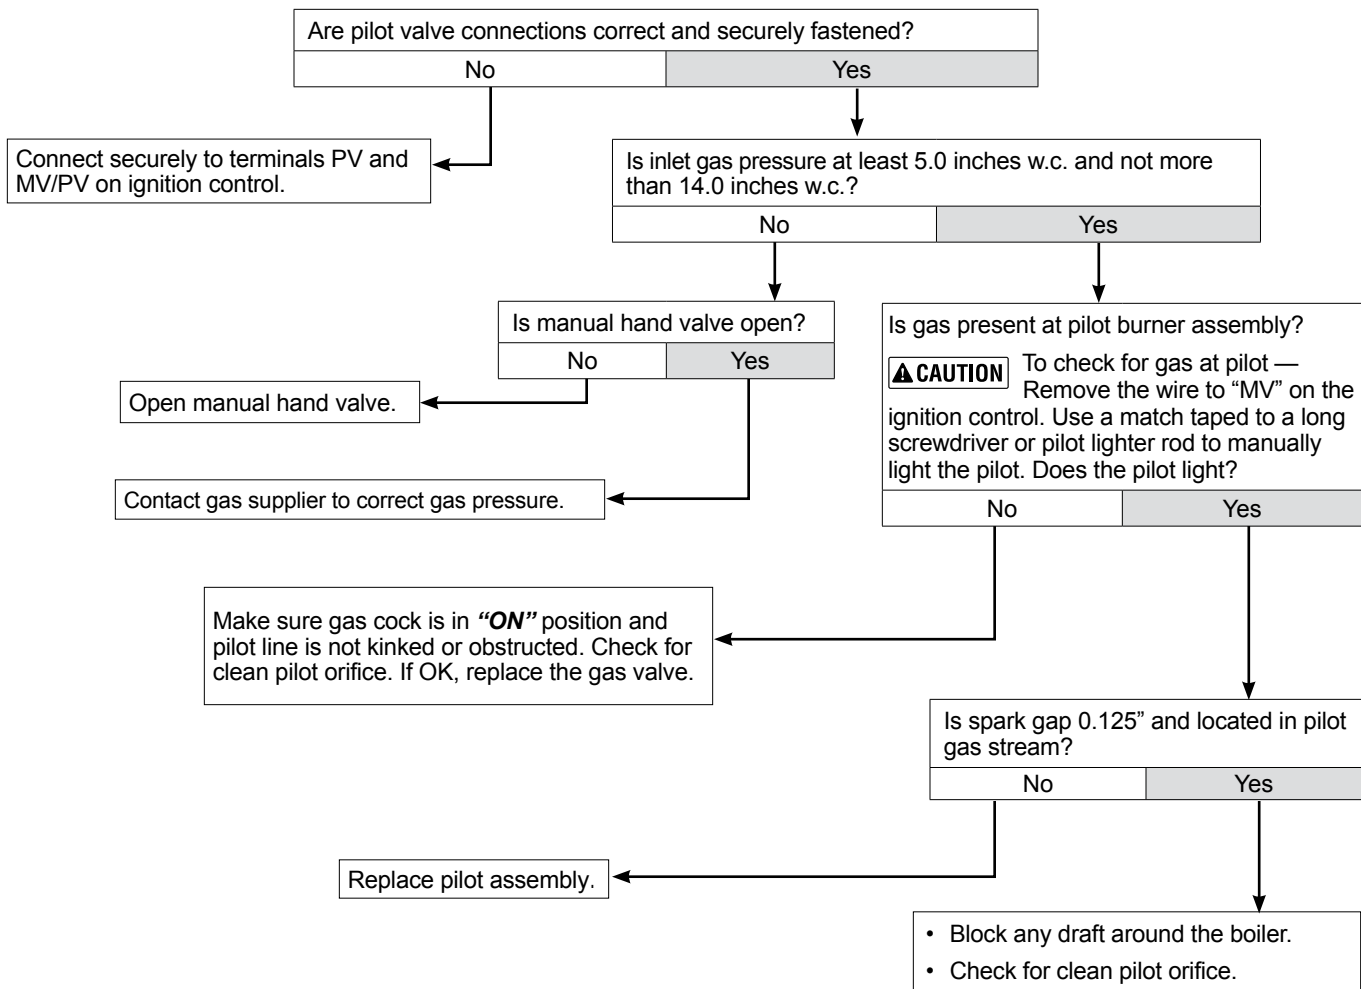 Are pilot valve connections correct and securely fastened?
No
Yes
Connect securely to terminals PV and
MV/PV on ignition control.
Is inlet gas pressure at least 5.0 inches w.c. and not more
than 14.0 inches w.c.?
No
Yes
Is manual hand valve open?
No
Yes
Open manual hand valve.
Contact gas supplier to correct gas pressure.
Is gas present at pilot burner assembly?
CAUTION To check for gas at pilot —
Remove the wire to “MV” on the
ignition control. Use a match taped to a long
screwdriver or pilot lighter rod to manually
light the pilot. Does the pilot light?
No
Yes
Make sure gas cock is in “ON” position and
pilot line is not kinked or obstructed. Check for
clean pilot orifice. If OK, replace the gas valve.
Is spark gap 0.125” and located in pilot
gas stream?
No
Yes
Replace pilot assembly.
• Block any draft around the boiler.
• Check for clean pilot orifice.